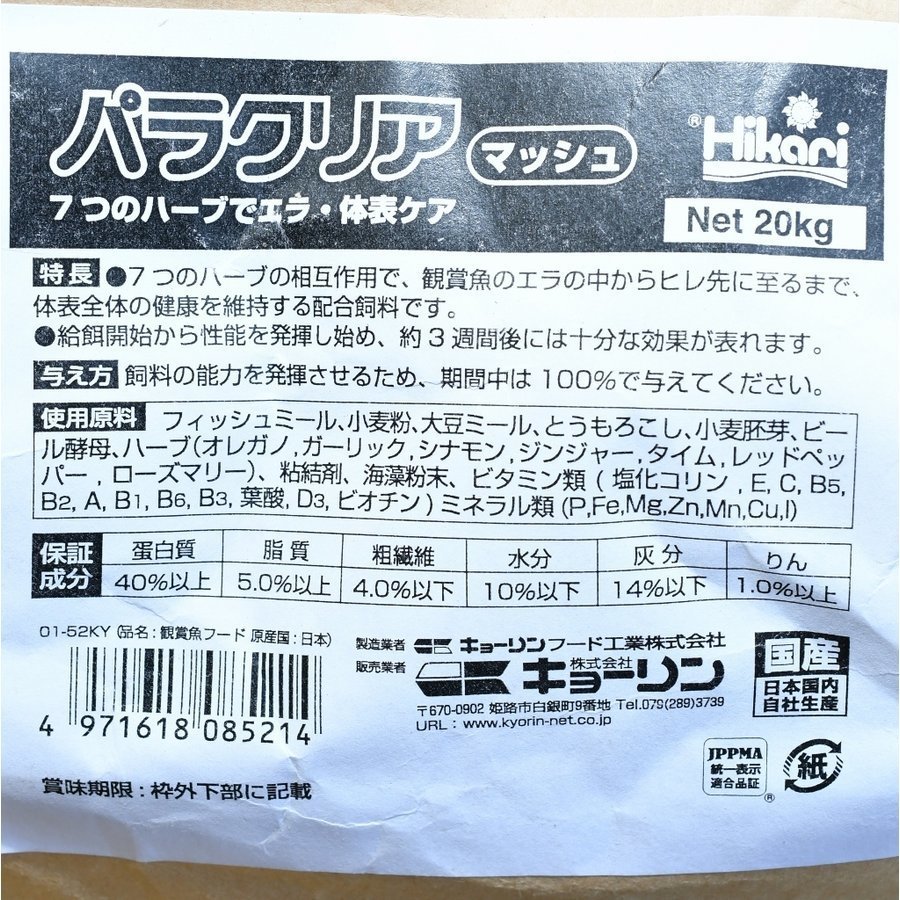 パラクリア マッシュ
® Hikari
7つのハーブでエラ・体表ケア
Net 20kg
特長 ●7つのハーブの相互作用で、観賞魚のエラの中からヒレ先に至るまで、
体表全体の健康を維持する配合飼料です。
●給餌開始から性能を発揮し始め、約3週間後には十分な効果が表れます。
与え方 飼料の能力を発揮させるため、期間中は100%で与えてください。
使用原料 フィッシュミール、小麦粉、大豆ミール、とうもろこし、小麦胚芽、ビー
ル酵母、ハーブ(オレガノ,ガーリック,シナモン,ジンジャー,タイム,レッドペッ
パー,ローズマリー)、粘結剤、海藻粉末、ビタミン類(塩化コリン,E,C,B5,
B2,A,B1,B6,B3,葉酸,D3,ビオチン)ミネラル類(P,Fe,Mg,Zn,Mn,Cu,I)
保証成分 蛋白質 脂質 粗繊維 水分 灰分 りん
40%以上 5.0%以上 4.0%以下 10%以下 14%以下 1.0%以上
01-52KY(品名:観賞魚フード 原産国:日本)
4 971618 085214
賞味期限:枠外下部に記載
製造業者 キョーリンフード工業株式会社
販売業者 株式会社キョーリン
〒670-0902 姫路市白銀町9番地 Tel.079(289)3739
URL:www.kyorin-net.co.jp
国産
日本国内
自社生産
JPPMA
統一表示
適合品証
®
紙